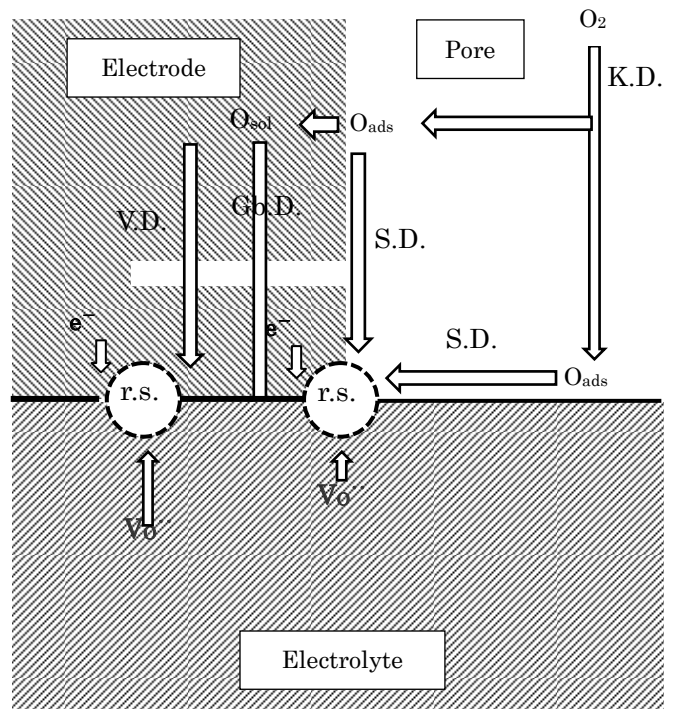 O₂
Electrode
Pore
K.D.
Osol
Oads
V.D.
Gb.D.
S.D.
e⁻
e⁻
S.D.
r.s.
r.s.
Oads
Vo¨
Vo¨
Electrolyte